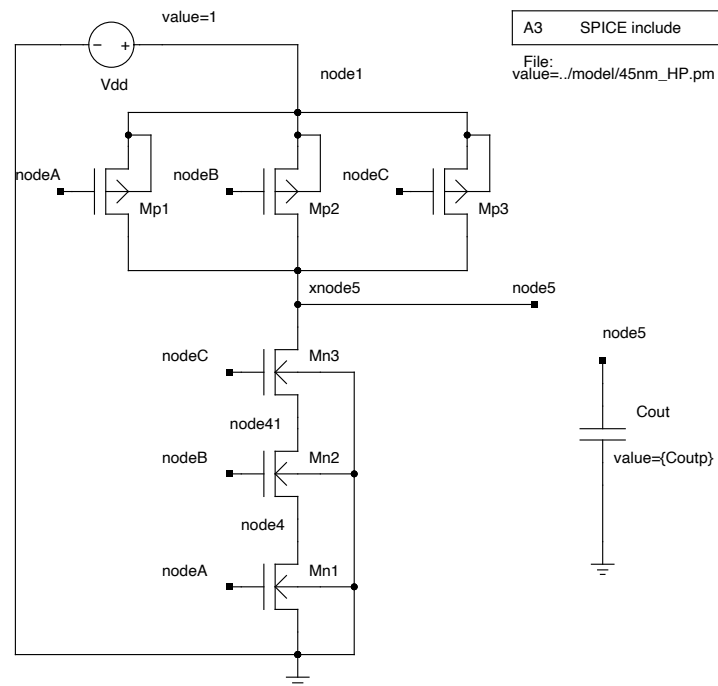 value=1
A3 SPICE include
− +
File:
Vdd
node1
value=../model/45nm_HP.pm
nodeA
nodeB
nodeC
Mp1
Mp2
Mp3
xnode5
node5
node5
nodeC
Mn3
Cout
node41
nodeB
Mn2
value={Coutp}
node4
nodeA
Mn1